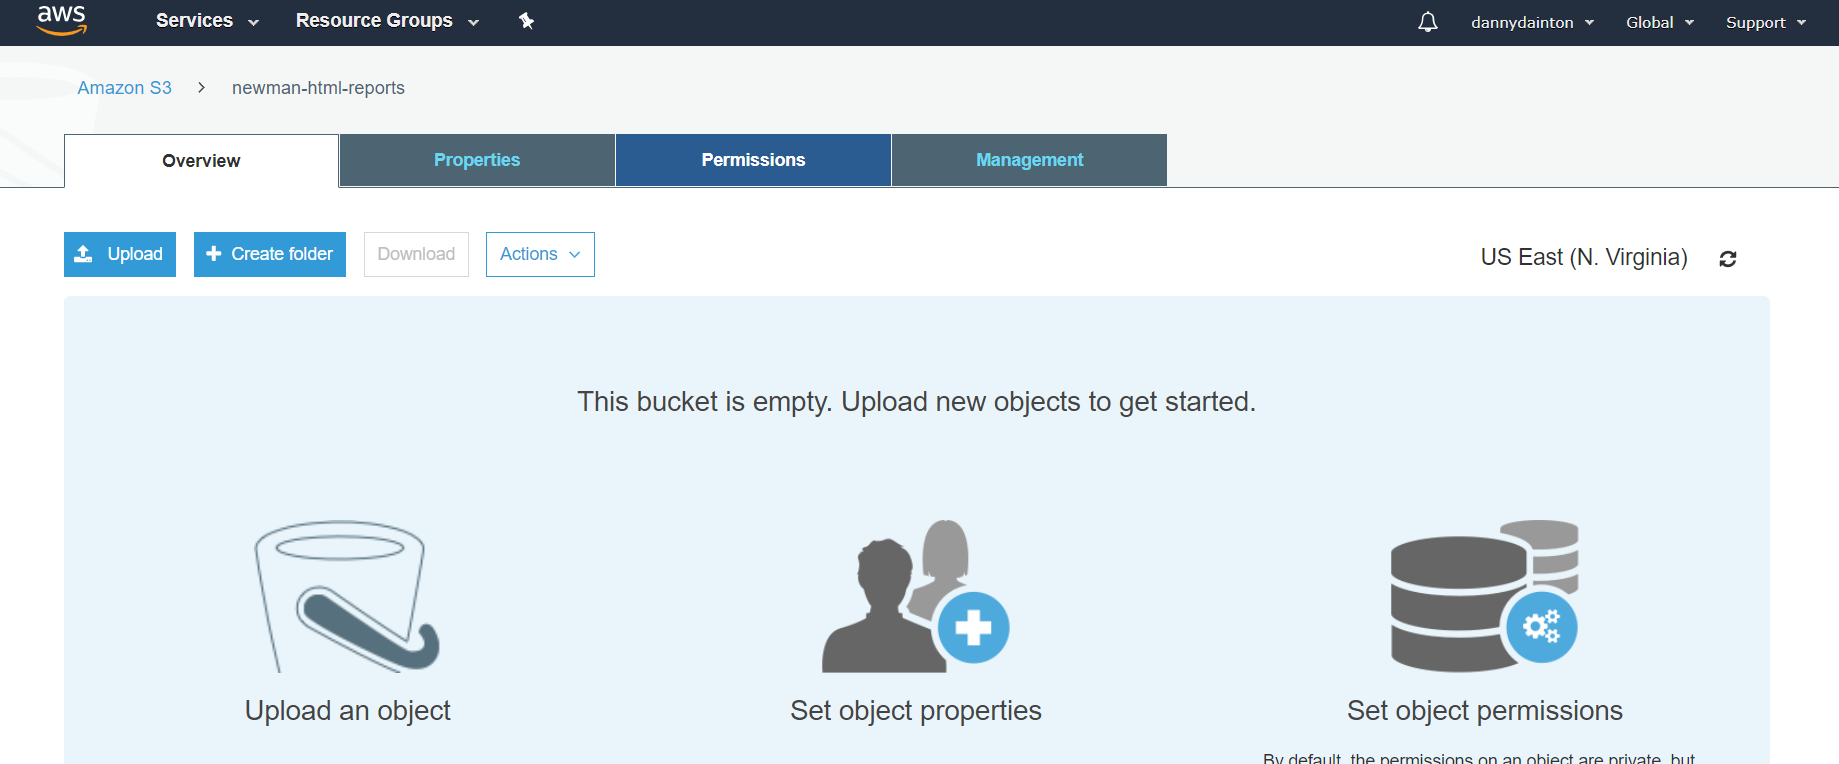 aws Services Resource Groups dannydainton Global Support
Amazon S3 > newman-html-reports
Overview Properties Permissions Management
Upload Create folder Download Actions US East (N. Virginia)
This bucket is empty. Upload new objects to get started.
Upload an object Set object properties Set object permissions
By default, the permissions on an object are private, but